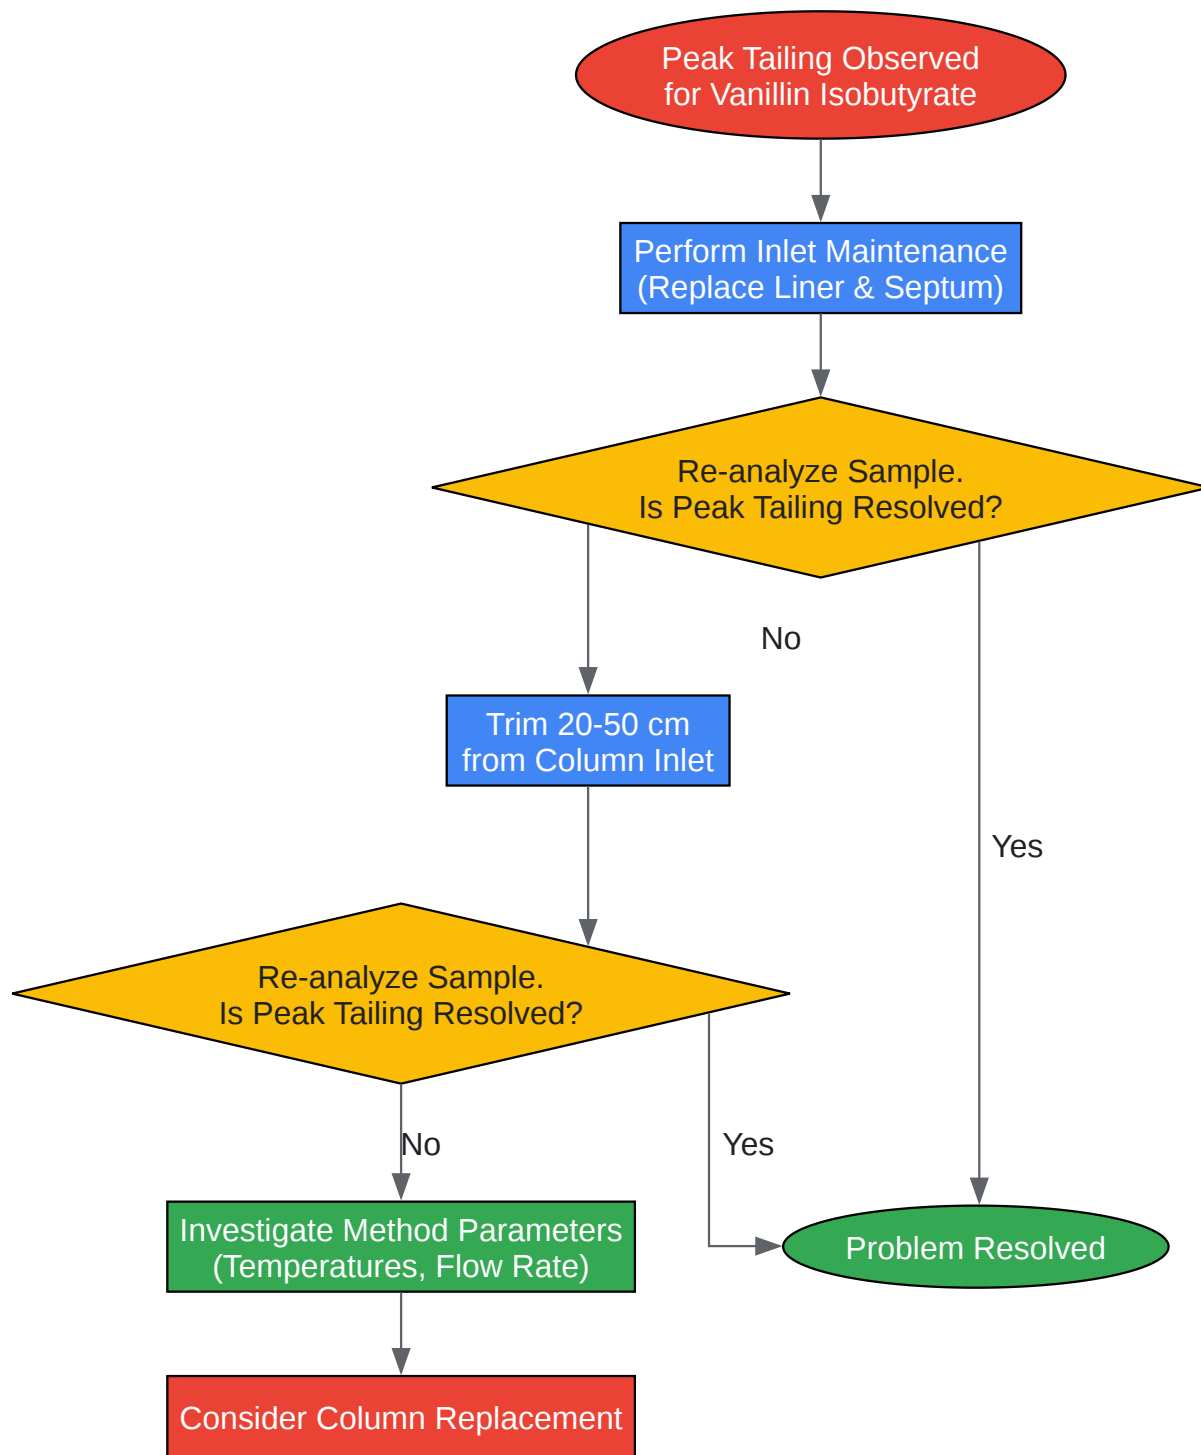 Peak Tailing Observed
for Vanillin Isobutyrate
Perform Inlet Maintenance
(Replace Liner & Septum)
Re-analyze Sample.
Is Peak Tailing Resolved?
No
Trim 20-50 cm
from Column Inlet
Yes
Re-analyze Sample.
Is Peak Tailing Resolved?
No
Yes
Investigate Method Parameters
(Temperatures, Flow Rate)
Problem Resolved
Consider Column Replacement